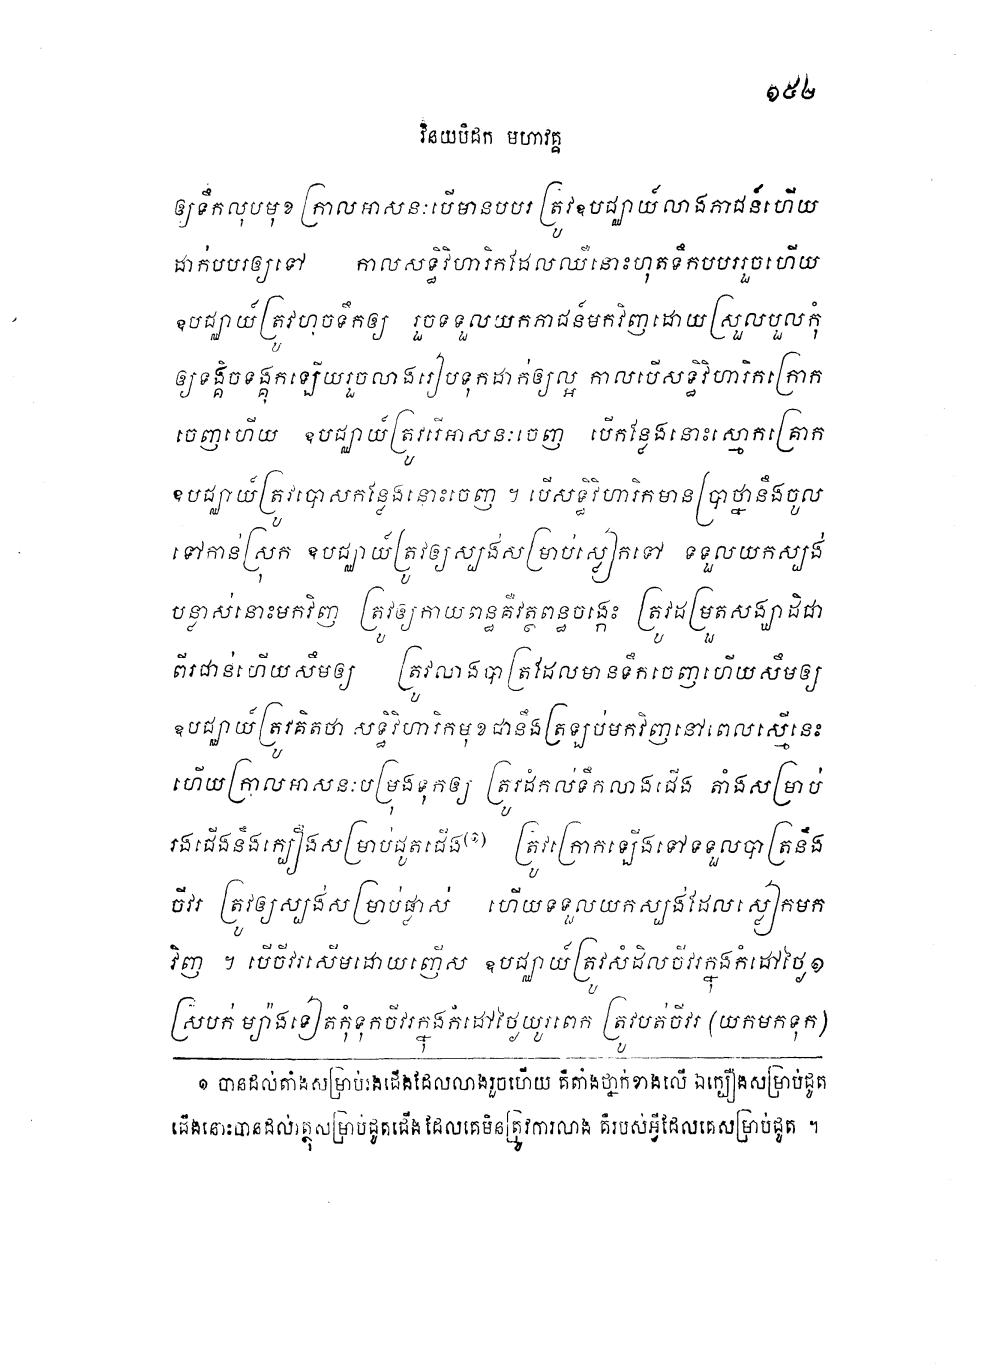 ១៥៤
វិនយបិដក មហាវគ្គ
ឲ្យទឹកលុបមុខ ក្រាលអាសនៈបើមានបបរ ត្រូវឧបជ្ឈាយ៍លាងភាជន៍ហើយ
ដាក់បបរឲ្យទៅ កាលសទ្ធិវិហារិកដែលឈឺនោះហុតទឹកបបររួចហើយ
ឧបជ្ឈាយ៍ត្រូវហុចទឹកឲ្យ រួចទទួលយកភាជន៍មកវិញដោយស្រួលបួលកុំ
ឲ្យទង្គិចទង្គុកឡើយរួចលាងរៀបទុកដាក់ឲ្យល្អ កាលបើសទ្ធិវិហារិកក្រោក
ចេញហើយ ឧបជ្ឈាយ៍ត្រូវរើអាសនៈចេញ បើកន្លែងនោះស្មោកគ្រោក
ឧបជ្ឈាយ៍ត្រូវបោសកន្លែងនោះចេញ ។ បើសទ្ធិវិហារិកមានប្រាថ្នានឹងចូល
ទៅកាន់ស្រុក ឧបជ្ឈាយ៍ត្រូវឲ្យស្បង់សម្រាប់ស្លៀកទៅ ទទួលយកស្បង់
បន្លាស់នោះមកវិញ ត្រូវឲ្យកាយពន្ធគឺវត្ថពន្ធចង្កេះ ត្រូវដម្រួតសង្ឃាដិជា
ពីរជាន់ហើយសឹមឲ្យ ត្រូវលាងបាត្រដែលមានទឹកចេញហើយសឹមឲ្យ
ឧបជ្ឈាយ៍ត្រូវគិតថា សទ្ធិវិហារិកមុខជានឹងត្រឡប់មកវិញនៅពេលស្មើនេះ
ហើយក្រាលអាសនៈបម្រុងទុកឲ្យ ត្រូវដំកល់ទឹកលាងជើង តាំងសម្រាប់
រងជើងនឹងក្បឿងសម្រាប់ដូតជើង(១) ត្រូវក្រោកឡើងទៅទទួលបាត្រនឹង
ចីវរ ត្រូវឲ្យស្បង់សម្រាប់ផ្លាស់ ហើយទទួលយកស្បង់ដែលស្លៀកមក
វិញ ។ បើចីវរសើមដោយញើស ឧបជ្ឈាយ៍ត្រូវសំដិលចីវរក្នុងកំដៅថ្ងៃ១
ស្របក់ ម្យ៉ាងទៀតកុំទុកចីវរក្នុងកំដៅថ្ងៃយូរពេក ត្រូវបត់ចីវរ (យកមកទុក)
១ បានដល់តាំងសម្រាប់រងជើងដែលលាងរួចហើយ គឺតាំងថ្នាក់ខាងលើ ឯក្បឿងសម្រាប់ដូត
ជើងនោះបានដល់វត្ថុសម្រាប់ដូតជើង ដែលគេមិនត្រូវការលាង គឺរបស់អ្វីដែលគេសម្រាប់ដូត ។